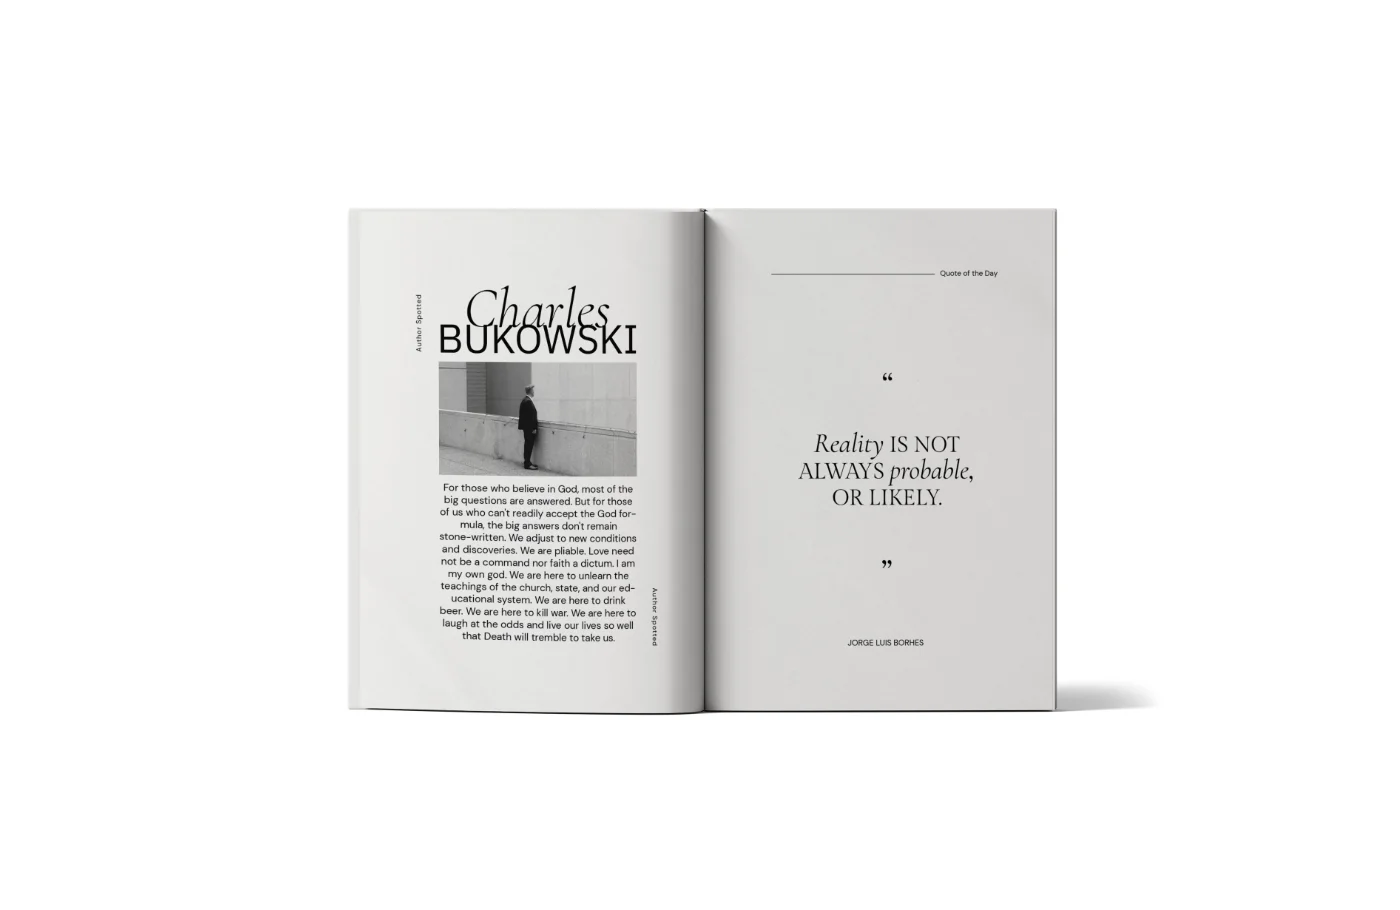 Author Spotted
Charles
BUKOWSKI
For those who believe in God, most of the
big questions are answered. But for those
of us who can't readily accept the God for-
mula, the big answers don't remain
stone-written. We adjust to new conditions
and discoveries. We are pliable. Love need
not be a command nor faith a dictum. I am
my own god. We are here to unlearn the
teachings of the church, state, and our ed-
ucational system. We are here to drink
beer. We are here to kill war. We are here to
laugh at the odds and live our lives so well
that Death will tremble to take us.
Author Spotted
Quote of the Day
“
Reality IS NOT
ALWAYS probable,
OR LIKELY.
”
JORGE LUIS BORHES